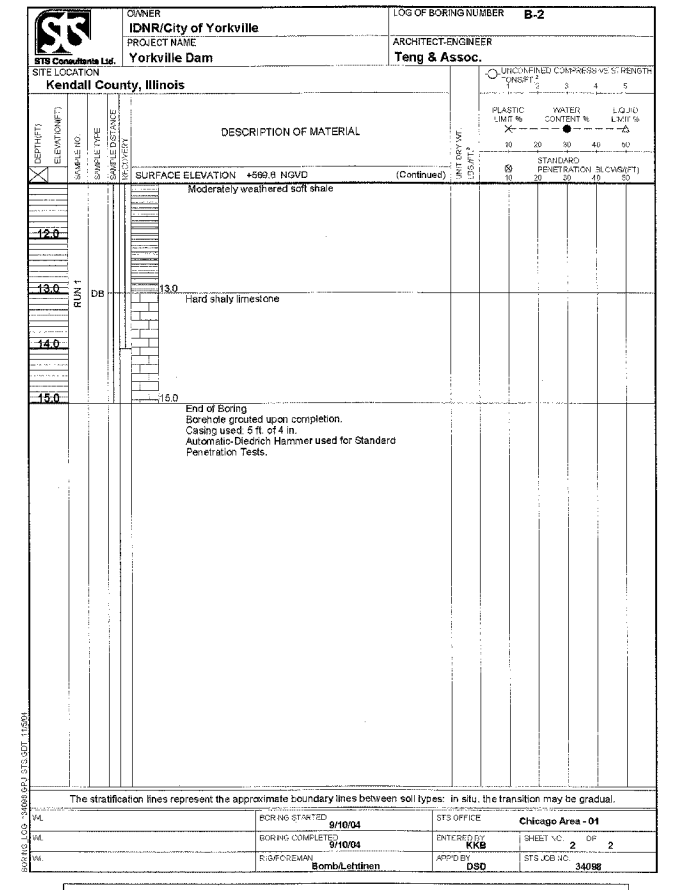 OWNER
IDNR/City of Yorkville
LOG OF BORING NUMBER B-2
STS
STS Consultants Ltd.
PROJECT NAME
Yorkville Dam
ARCHITECT-ENGINEER
Teng & Assoc.
SITE LOCATION
Kendall County, Illinois
UNCONFINED COMPRESSIVE STRENGTH
TONS/FT.2
1 2 3 4 5
DEPTH(FT)
ELEVATION(FT)
SAMPLE NO.
SAMPLE TYPE
SAMPLE DISTANCE
RECOVERY
DESCRIPTION OF MATERIAL
UNIT DRY WT.
LBS./FT.3
PLASTIC LIMIT %
WATER CONTENT %
LIQUID LIMIT %
10 20 30 40 50
STANDARD
PENETRATION BLOWS/(FT)
10 20 30 40 50
SURFACE ELEVATION (Continued)
Moderately weathered soft shale
12.0
13.0
RUN 1
DB
13.0
Hard shaly limestone
14.0
15.0
15.0
End of Boring
Borehole grouted upon completion.
Casing used: 5 ft. of 4 in.
Automatic-Diedrich Hammer used for Standard
Penetration Tests.
The stratification lines represent the approximate boundary lines between soil types: in situ, the transition may be gradual.
WL
BORING STARTED
9/10/04
STS OFFICE
Chicago Area - 01
WL
BORING COMPLETED
9/10/04
ENTERED BY
KKB
SHEET NO. OF
2 2
WL
RIG/FOREMAN
Bomb/Lehtinen
APP'D BY
DSD
STS JOB NO.
34098